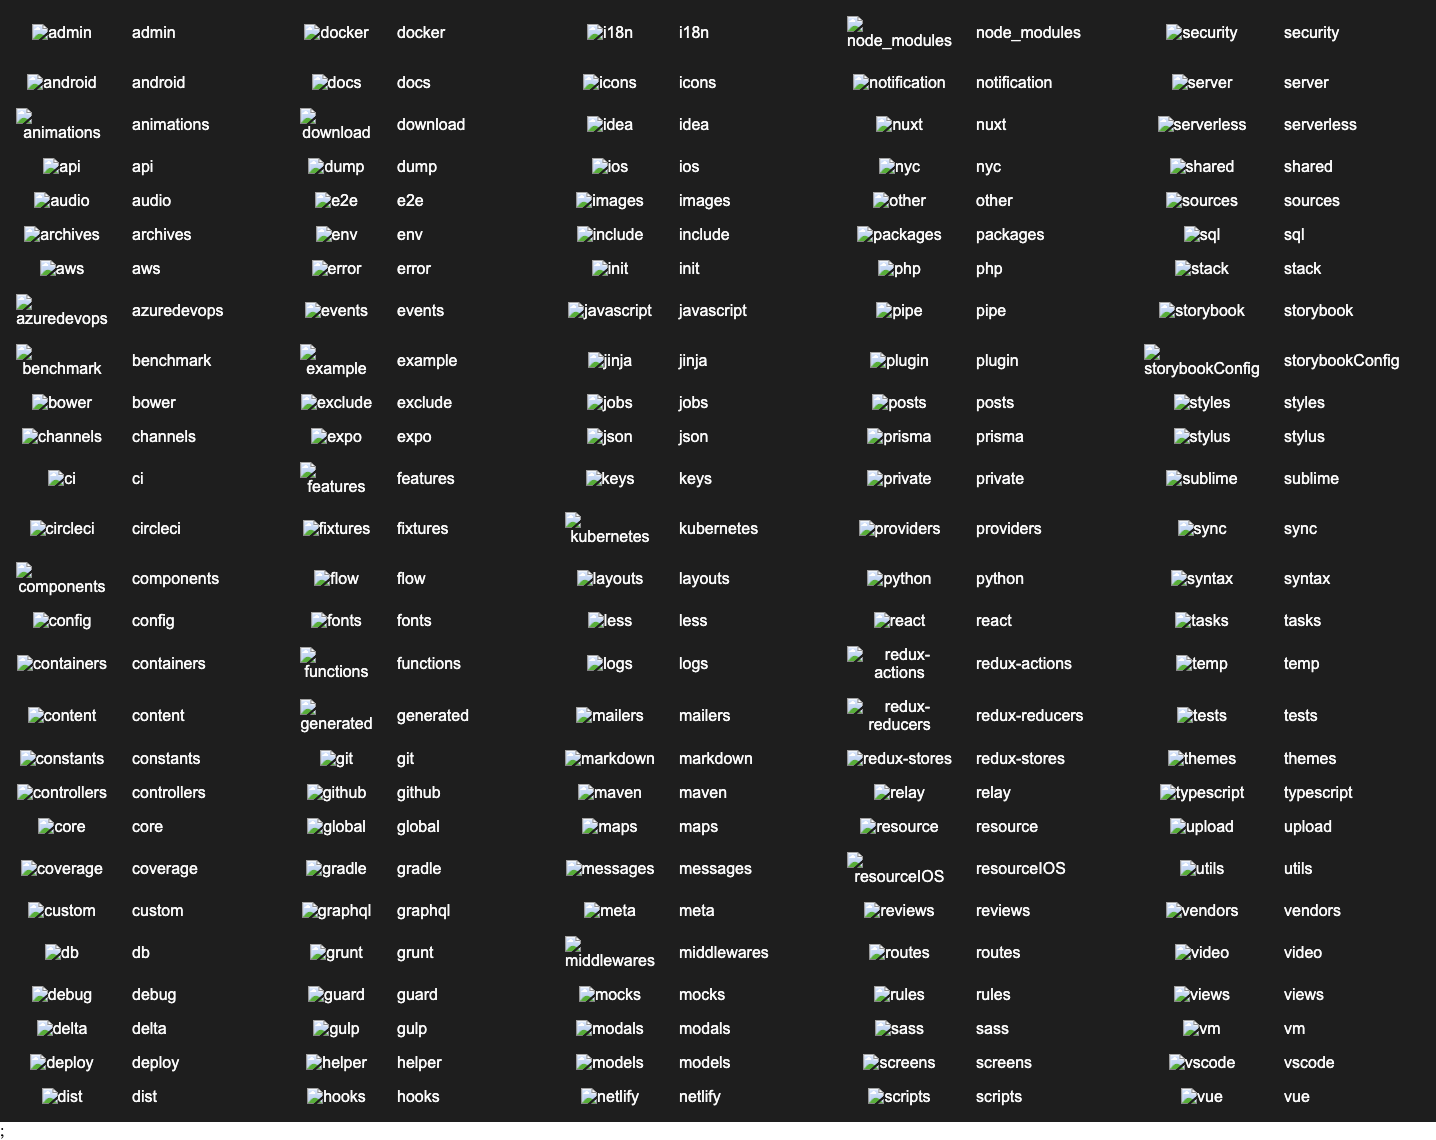 admin admin docker docker i18n i18n node_modules node_modules security security
android android docs docs icons icons notification notification server server
animations animations download download idea idea nuxt nuxt serverless serverless
api api dump dump ios ios nyc nyc shared shared
audio audio e2e e2e images images other other sources sources
archives archives env env include include packages packages sql sql
aws aws error error init init php php stack stack
azuredevops azuredevops events events javascript javascript pipe pipe storybook storybook
benchmark benchmark example example jinja jinja plugin plugin storybookConfig storybookConfig
bower bower exclude exclude jobs jobs posts posts styles styles
channels channels expo expo json json prisma prisma stylus stylus
ci ci features features keys keys private private sublime sublime
circleci circleci fixtures fixtures kubernetes kubernetes providers providers sync sync
components components flow flow layouts layouts python python syntax syntax
config config fonts fonts less less react react tasks tasks
containers containers functions functions logs logs redux-actions redux-actions temp temp
content content generated generated mailers mailers redux-reducers redux-reducers tests tests
constants constants git git markdown markdown redux-stores redux-stores themes themes
controllers controllers github github maven maven relay relay typescript typescript
core core global global maps maps resource resource upload upload
coverage coverage gradle gradle messages messages resourceIOS resourceIOS utils utils
custom custom graphql graphql meta meta reviews reviews vendors vendors
db db grunt grunt middlewares middlewares routes routes video video
debug debug guard guard mocks mocks rules rules views views
delta delta gulp gulp modals modals sass sass vm vm
deploy deploy helper helper models models screens screens vscode vscode
dist dist hooks hooks netlify netlify scripts scripts vue vue
;